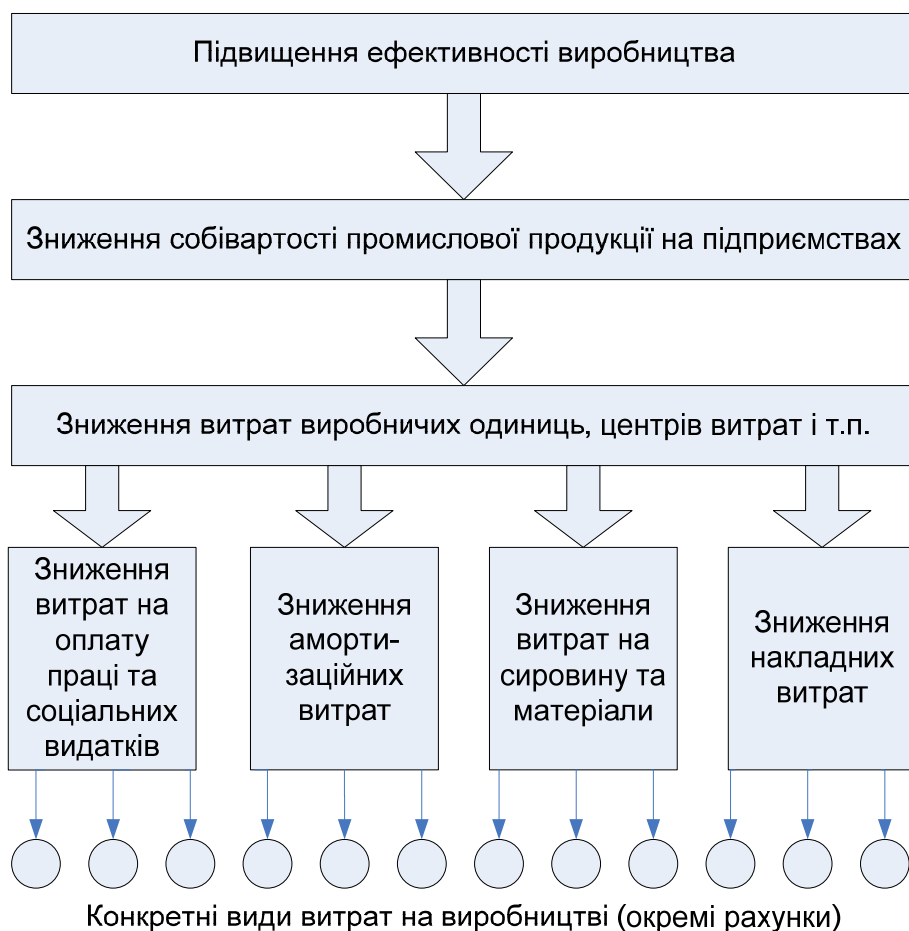 Підвищення ефективності виробництва
Зниження собівартості промислової продукції на підприємствах
Зниження витрат виробничих одиниць, центрів витрат і т.п.
Зниження
витрат на
оплату
праці та
соціальних
видатків
Зниження
аморти-
заційних
витрат
Зниження
витрат на
сировину та
матеріали
Зниження
накладних
витрат
Конкретні види витрат на виробництві (окремі рахунки)